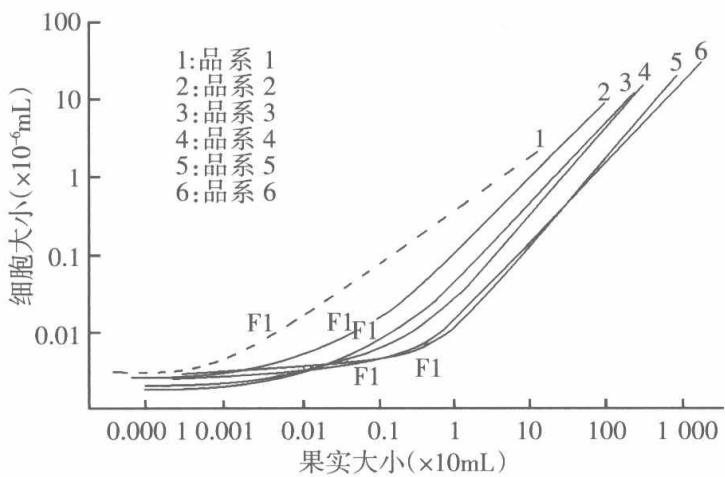 100
10
1
0.1
0.01
细胞大小(×10⁻⁶mL)
1:品系 1
2:品系 2
3:品系 3
4:品系 4
5:品系 5
6:品系 6
1
2
3
4
5
6
F1
F1
F1
F1
F1
0.000 1 0.001 0.01 0.1 1 10 100 1 000
果实大小(×10mL)